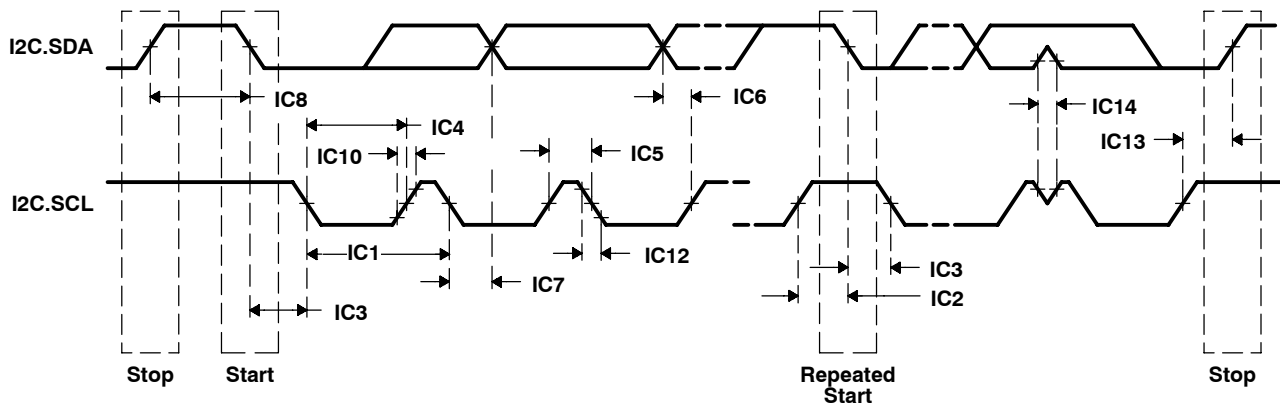 I2C.SDA
IC8
IC6
IC14
IC4
IC10
IC5
IC13
I2C.SCL
IC1
IC12
IC7
IC3
IC3
IC2
Stop
Start
Repeated
Start
Stop